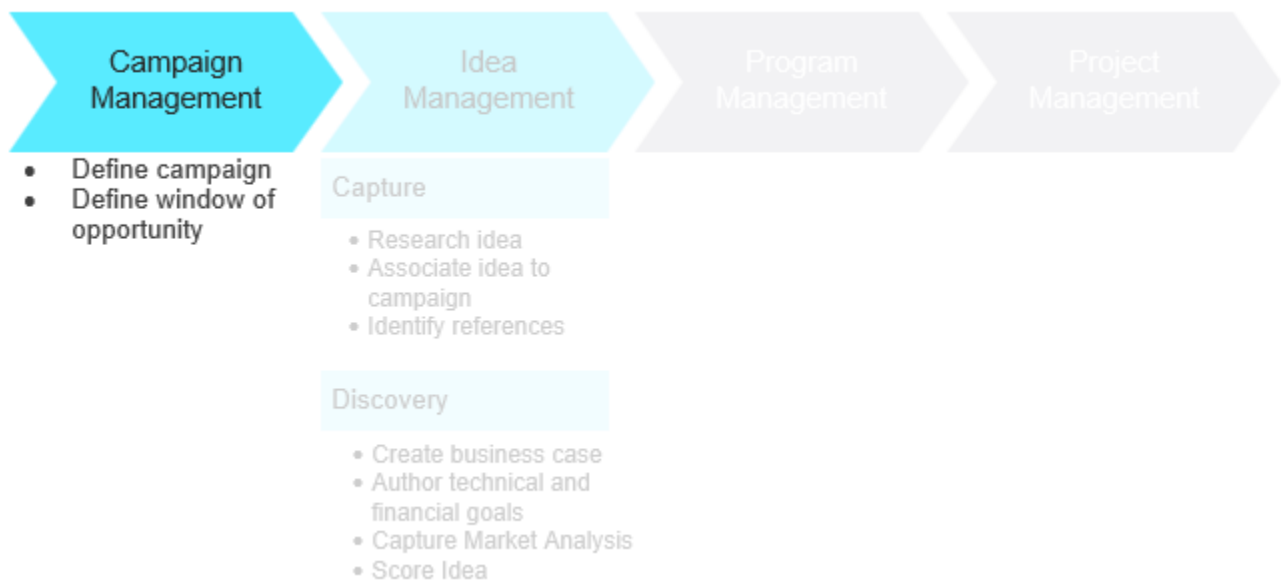 Campaign
Management
Idea
Management
Program
Management
Project
Management
• Define campaign
• Define window of
opportunity
Capture
• Research idea
• Associate idea to
campaign
• Identify references
Discovery
• Create business case
• Author technical and
financial goals
• Capture Market Analysis
• Score Idea